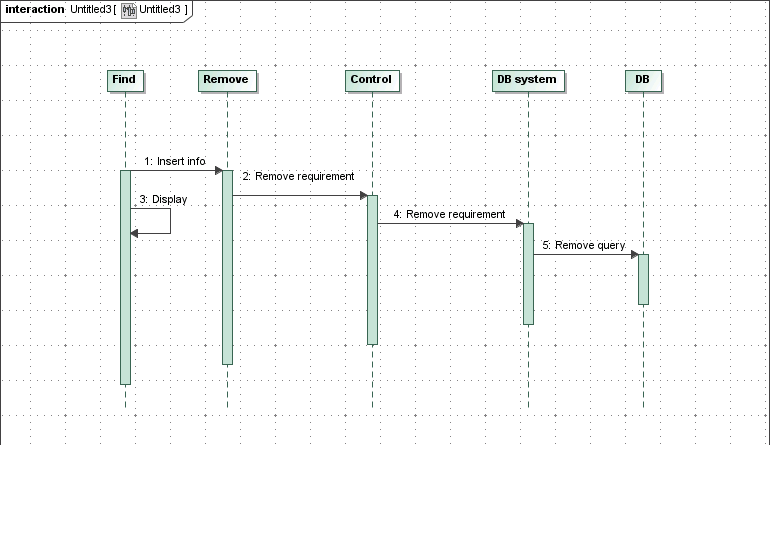 interaction Untitled3 [ Untitled3 ]
Find
Remove
Control
DB system
DB
1: Insert info
2: Remove requirement
3: Display
4: Remove requirement
5: Remove query